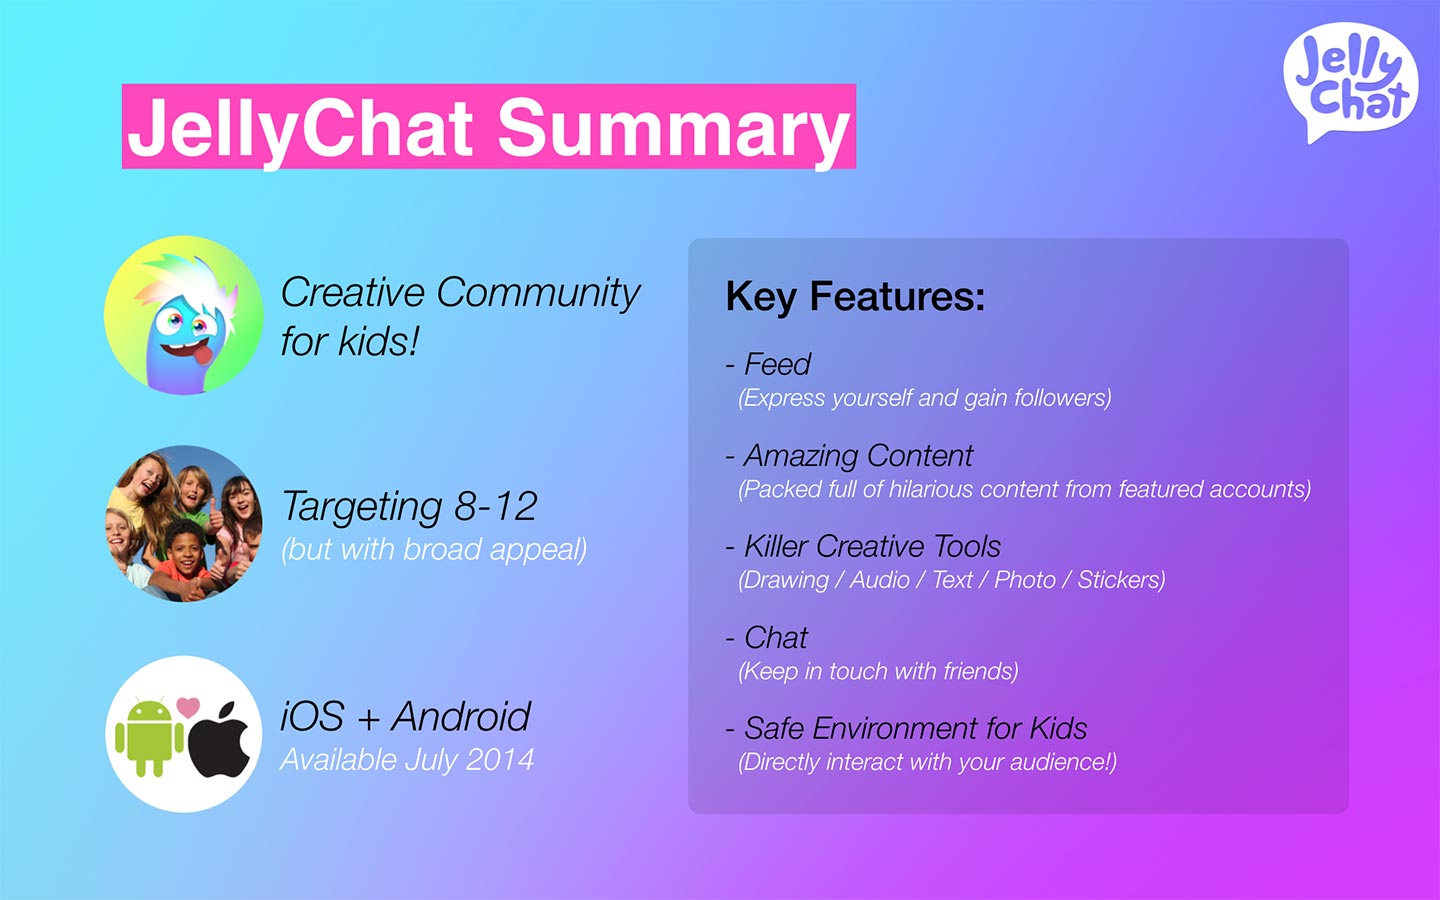 JellyChat Summary
Jelly
Chat
Creative Community
for kids!
Targeting 8-12
(but with broad appeal)
iOS + Android
Available July 2014
Key Features:
- Feed
(Express yourself and gain followers)
- Amazing Content
(Packed full of hilarious content from featured accounts)
- Killer Creative Tools
(Drawing / Audio / Text / Photo / Stickers)
- Chat
(Keep in touch with friends)
- Safe Environment for Kids
(Directly interact with your audience!)